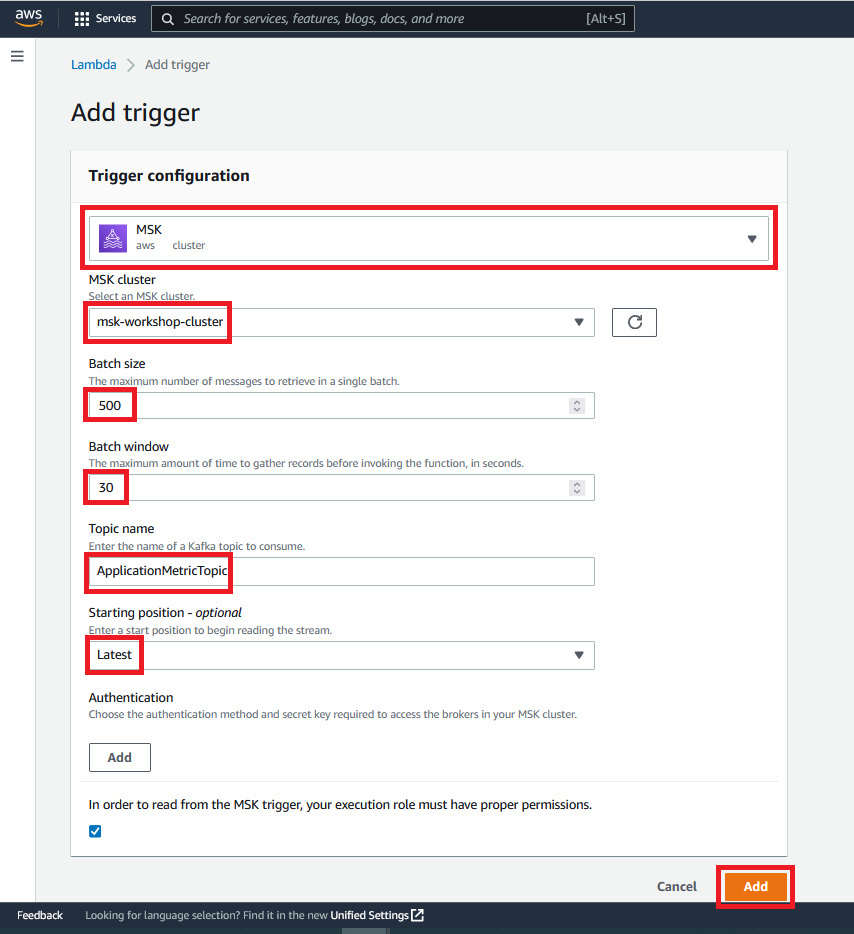 aws
Services
Search for services, features, blogs, docs, and more
[Alt+S]
Lambda
Add trigger
Add trigger
Trigger configuration
MSK
aws cluster
MSK cluster
Select an MSK cluster.
msk-workshop-cluster
Batch size
The maximum number of messages to retrieve in a single batch.
500
Batch window
The maximum amount of time to gather records before invoking the function, in seconds.
30
Topic name
Enter the name of a Kafka topic to consume.
ApplicationMetricTopic
Starting position - optional
Enter a start position to begin reading the stream.
Latest
Authentication
Choose the authentication method and secret key required to access the brokers in your MSK cluster.
Add
In order to read from the MSK trigger, your execution role must have proper permissions.
Cancel
Add
Feedback
Looking for language selection? Find it in the new Unified Settings